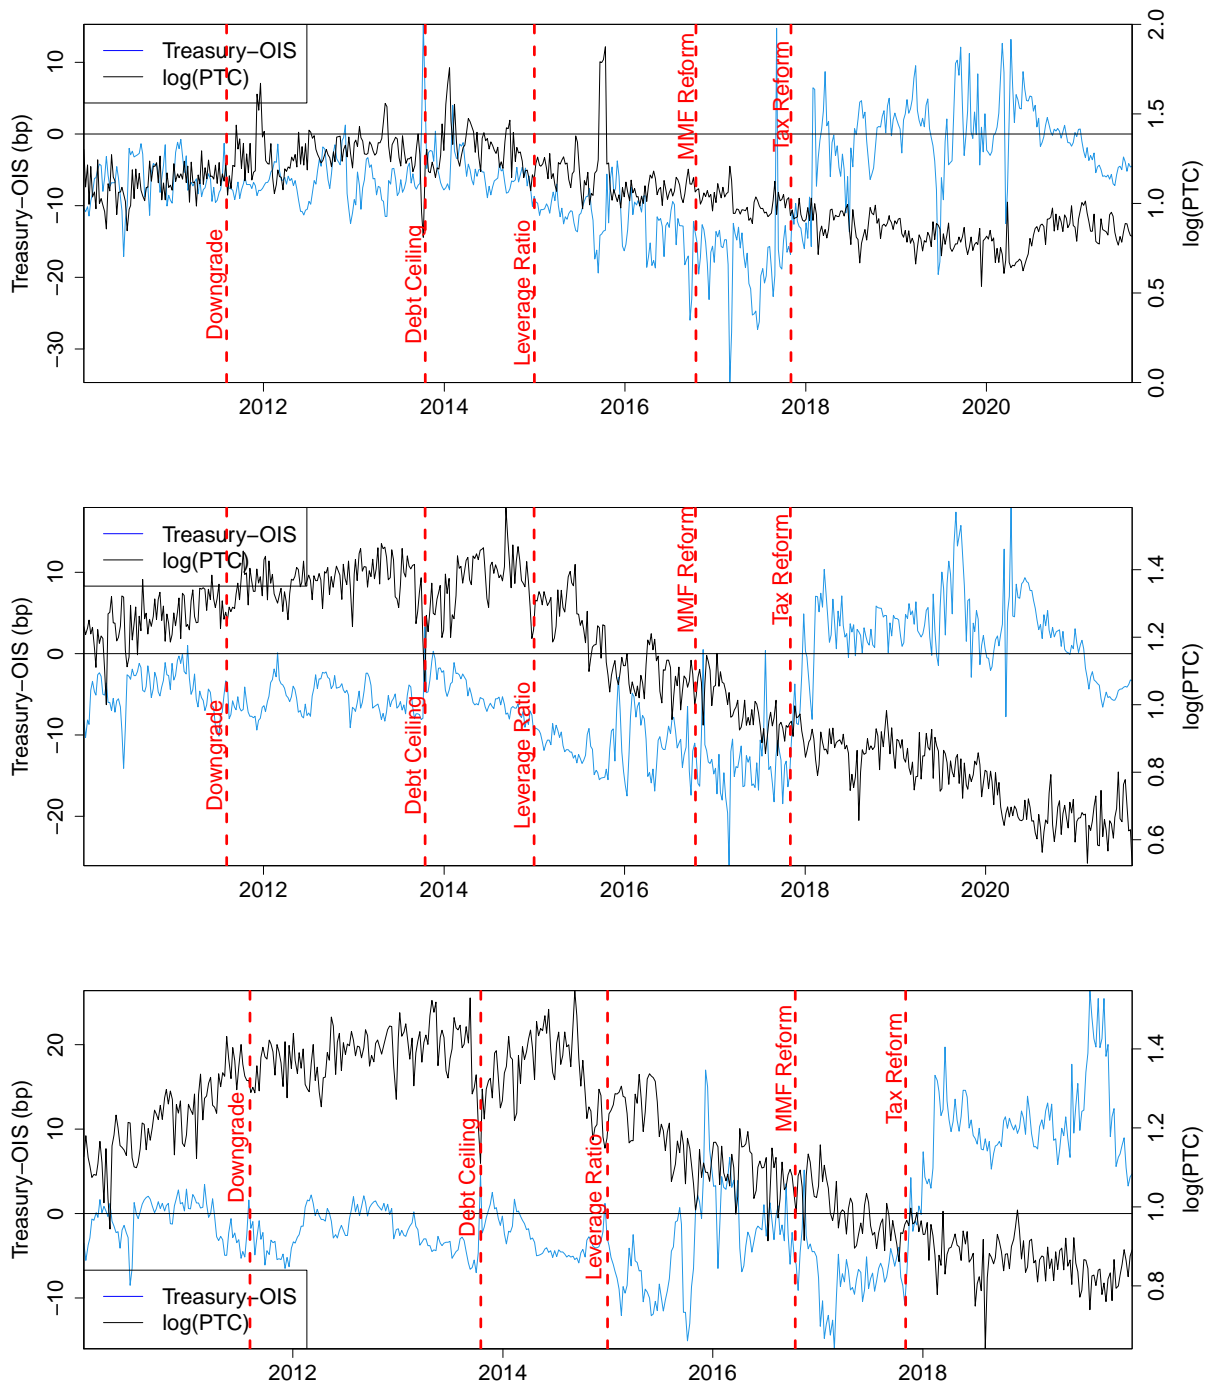 Treasury−OIS
log(PTC)
Treasury−OIS (bp)
10
0
−10
−20
−30
Downgrade
Debt Ceiling
Leverage Ratio
MMF Reform
Tax Reform
2.0
1.5
1.0
0.5
0.0
log(PTC)
2012
2014
2016
2018
2020
Treasury−OIS
log(PTC)
Treasury−OIS (bp)
10
0
−10
−20
Downgrade
Debt Ceiling
Leverage Ratio
MMF Reform
Tax Reform
1.4
1.2
1.0
0.8
0.6
log(PTC)
2012
2014
2016
2018
2020
Treasury−OIS (bp)
20
10
0
−10
Downgrade
Debt Ceiling
Leverage Ratio
MMF Reform
Tax Reform
1.4
1.2
1.0
0.8
log(PTC)
Treasury−OIS
log(PTC)
2012
2014
2016
2018